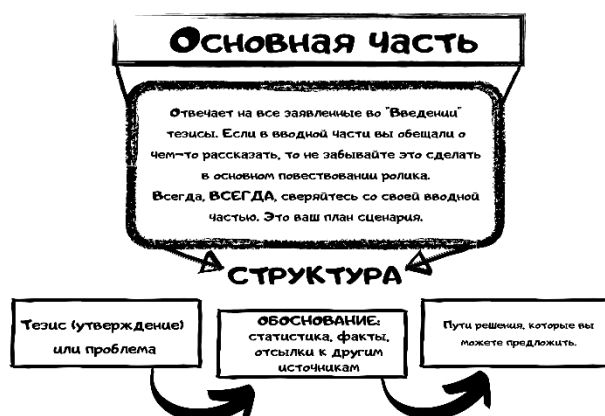 Основная часть
Отвечает на все заявленные во "Введении"
тезисы. Если в вводной части вы обещали о
чем-то рассказать, то не забывайте это сделать
в основном повествовании ролика.
Всегда, ВСЕГДА, сверяйтесь со своей вводной
частью. Это ваш план сценария.
СТРУКТУРА
Тезис (утверждение)
или проблема
ОБОСНОВАНИЕ:
статистика, факты,
отсылки к другим
источникам
Пути решения, которые вы
можете предложить.